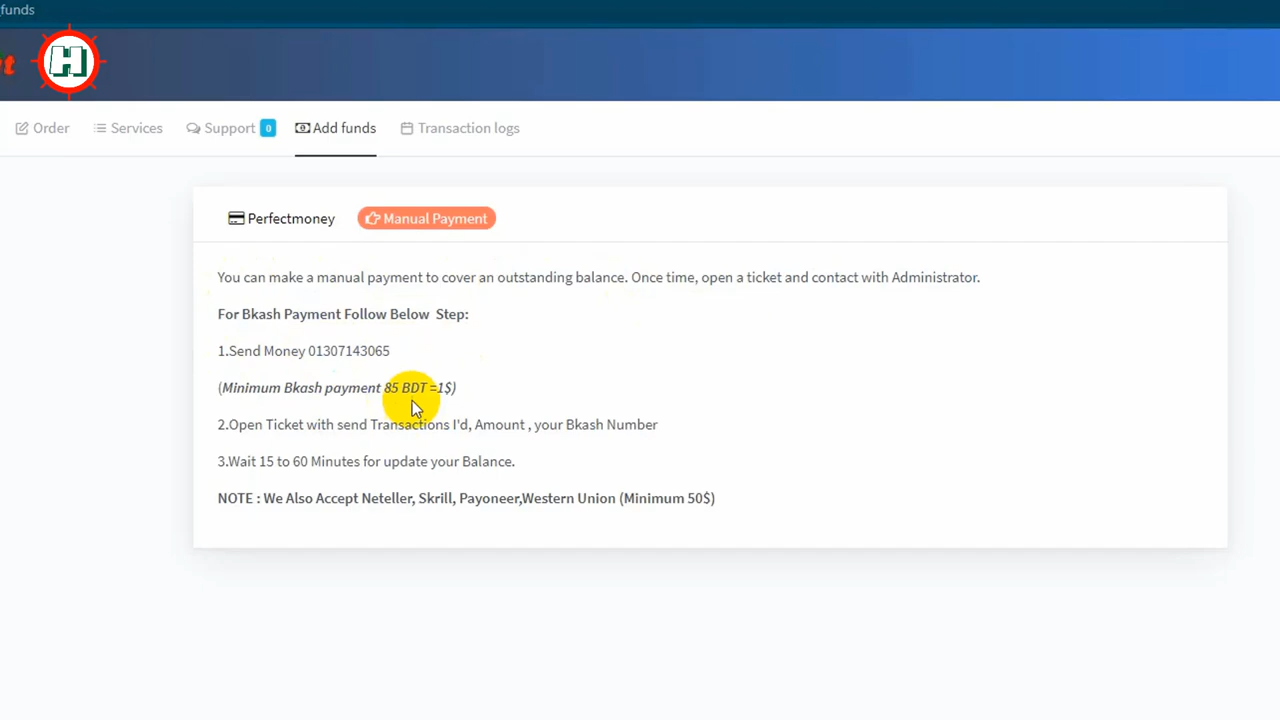 funds
t H
Order Services Support 0 Add funds Transaction logs
Perfectmoney Manual Payment
You can make a manual payment to cover an outstanding balance. Once time, open a ticket and contact with Administrator.
For Bkash Payment Follow Below Step:
1.Send Money 01307143065
(Minimum Bkash payment 85 BDT =1$)
2.Open Ticket with send Transactions I'd, Amount , your Bkash Number
3.Wait 15 to 60 Minutes for update your Balance.
NOTE : We Also Accept Neteller, Skrill, Payoneer,Western Union (Minimum 50$)